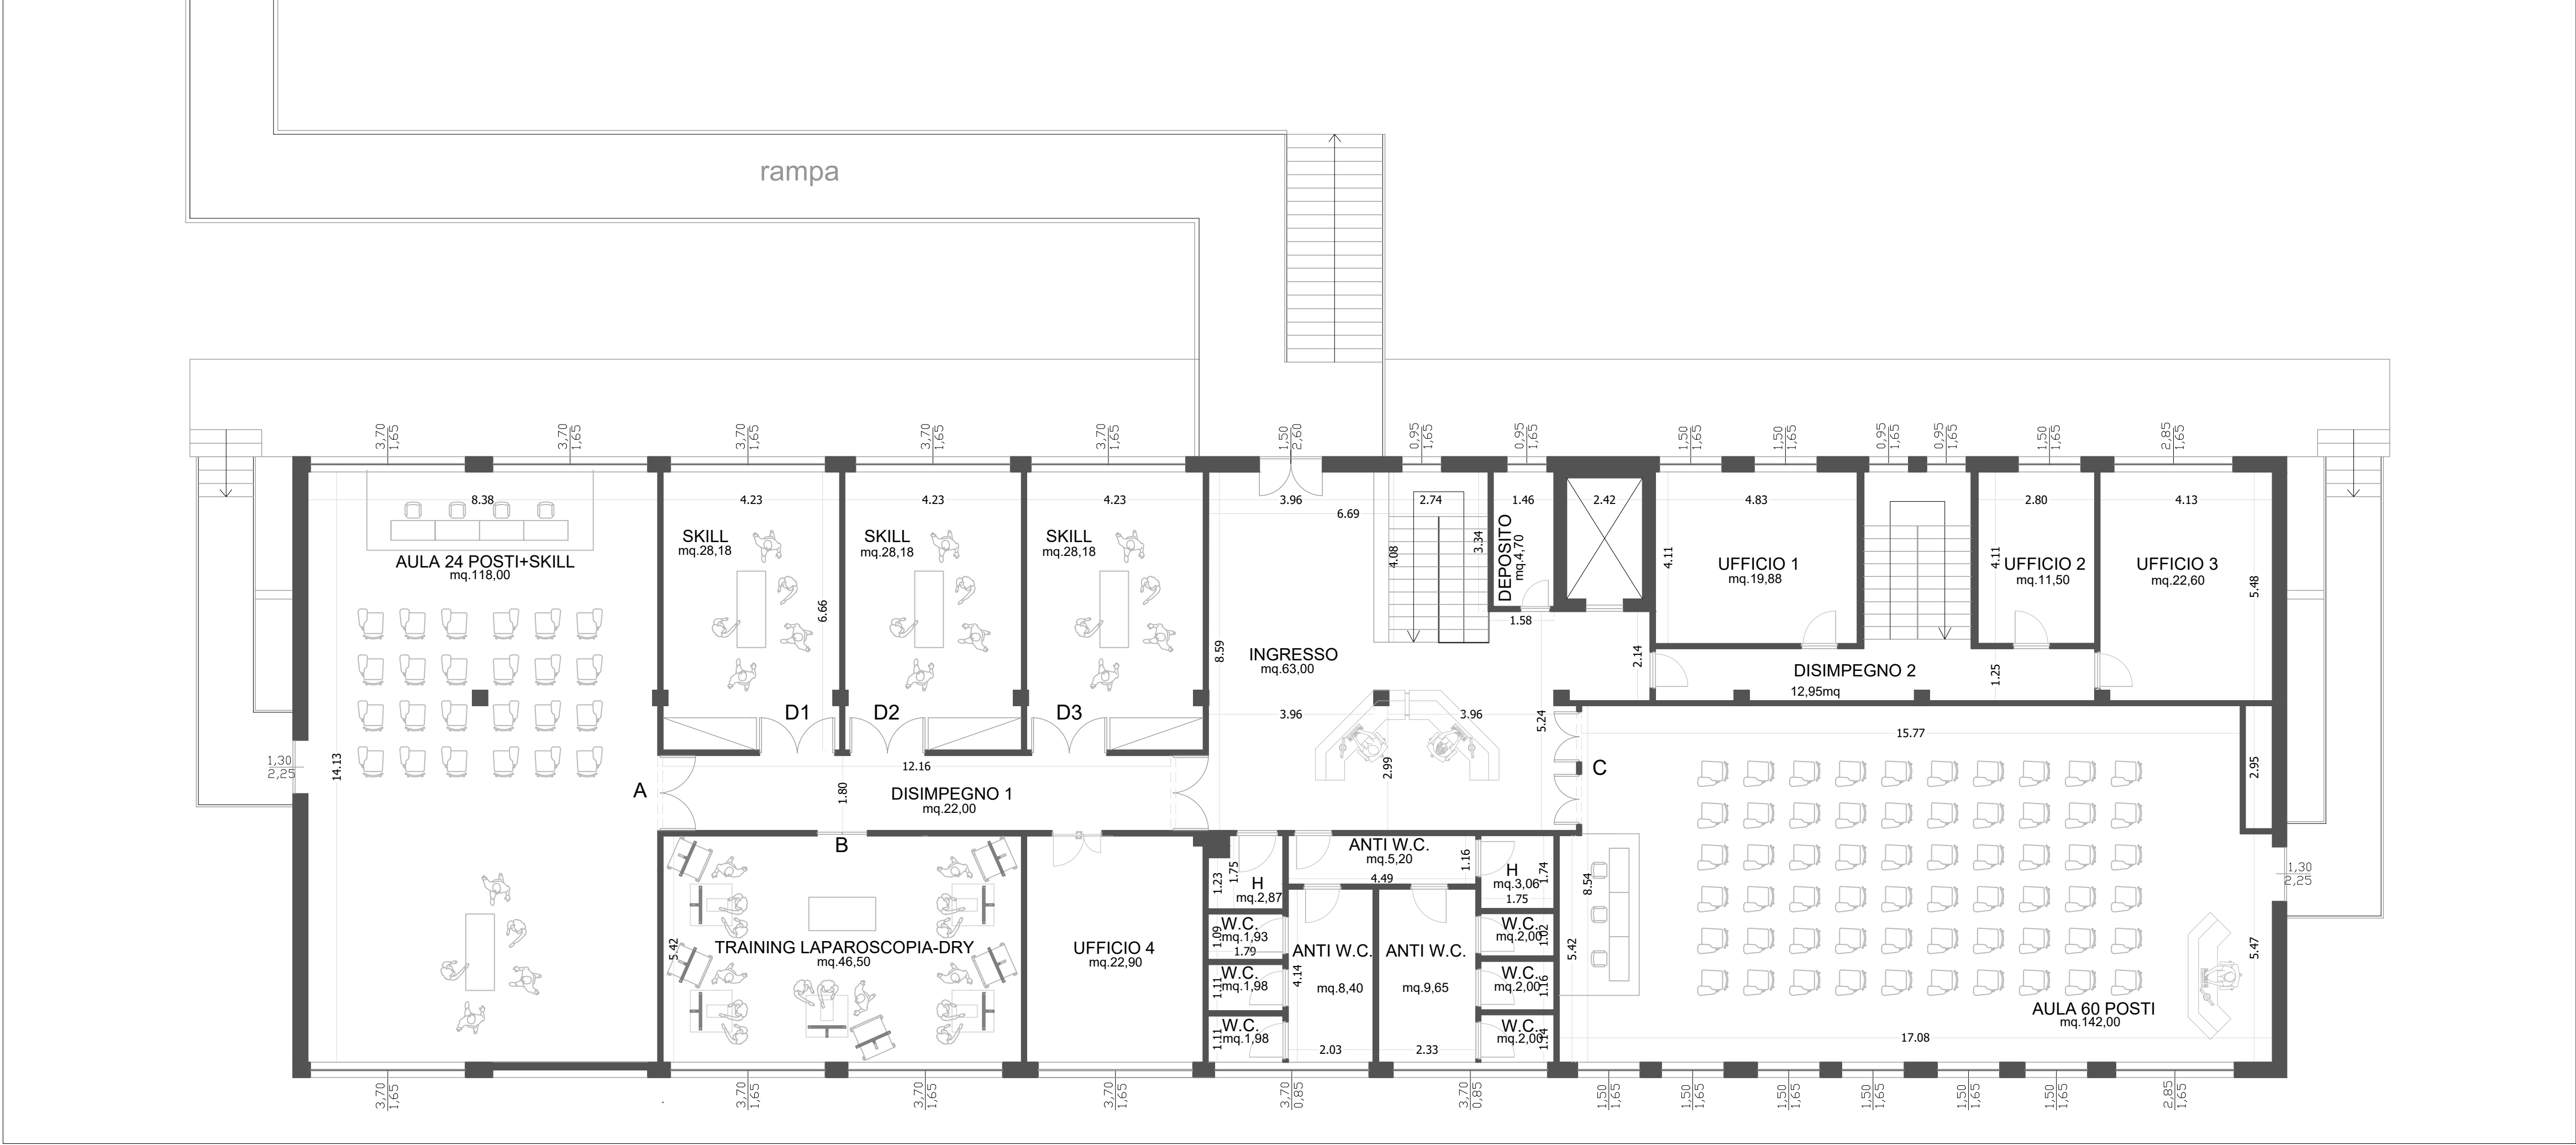 rampa
3,70
1,65
3,70
1,65
3,70
1,65
3,70
1,65
3,70
1,65
1,50
2,60
0,95
1,65
0,95
1,65
1,50
1,65
1,50
1,65
0,95
1,65
0,95
1,65
1,50
1,65
2,85
1,65
8.38
4.23
4.23
4.23
3.96
6.69
2.74
1.46
2.42
4.83
2.80
4.13
AULA 24 POSTI+SKILL
mq.118,00
SKILL
mq.28,18
SKILL
mq.28,18
SKILL
mq.28,18
6.66
4.08
3.34
DEPOSITO
mq.4,70
1.58
4.11
UFFICIO 1
mq.19,88
4.11
UFFICIO 2
mq.11,50
UFFICIO 3
mq.22,60
5.48
8.59
INGRESSO
mq.63,00
2.14
DISIMPEGNO 2
12,95mq
1.25
D1
D2
D3
3.96
3.96
5.24
2.99
15.77
1,30
2,25
14.13
A
12.16
1.80
DISIMPEGNO 1
mq.22,00
C
2.95
B
TRAINING LAPAROSCOPIA-DRY
mq.46,50
5.42
UFFICIO 4
mq.22,90
1.23
1.75
H
mq.2,87
ANTI W.C.
mq.5,20
1.16
4.49
H
mq.3,06
1.74
1.75
W.C.
mq.1,93
1.09
1.79
W.C.
mq.1,98
1.11
W.C.
mq.1,98
1.11
ANTI W.C.
mq.8,40
4.14
2.03
ANTI W.C.
mq.9,65
2.33
W.C.
mq.2,00
1.02
W.C.
mq.2,00
1.16
W.C.
mq.2,00
1.14
8.54
5.42
1,30
2,25
5.47
AULA 60 POSTI
mq.142,00
17.08
3,70
1,65
3,70
1,65
3,70
1,65
3,70
1,65
3,70
0,85
3,70
0,85
1,50
1,65
1,50
1,65
1,50
1,65
1,50
1,65
1,50
1,65
1,50
1,65
2,85
1,65